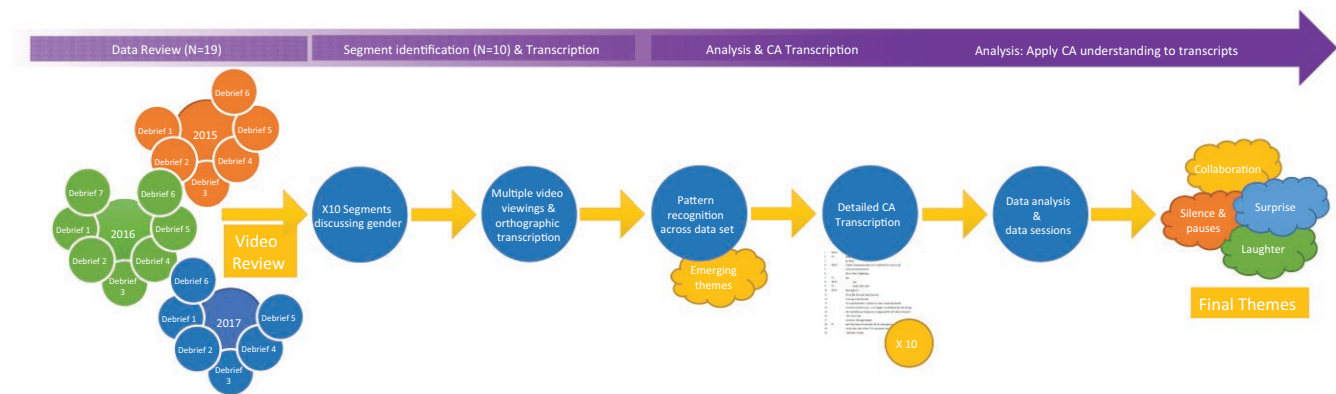 Data Review (N=19)
Segment identification (N=10) & Transcription
Analysis & CA Transcription
Analysis: Apply CA understanding to transcripts
Debrief 6
Debrief 1
2015
Debrief 5
Debrief 2
Debrief 4
Debrief
3
Debrief 7
Debrief 6
Debrief 1
2016
Debrief 5
Debrief 2
Debrief 4
Debrief
3
Debrief 6
Debrief 1
2017
Debrief 5
Debrief 2
Debrief 4
Debrief
3
Video
Review
X10 Segments
discussing gender
Multiple video
viewings &
orthographic
transcription
Pattern
recognition
across data set
Emerging
themes
Detailed CA
Transcription
X 10
Data analysis
&
data sessions
Collaboration
Silence &
pauses
Surprise
Laughter
Final Themes